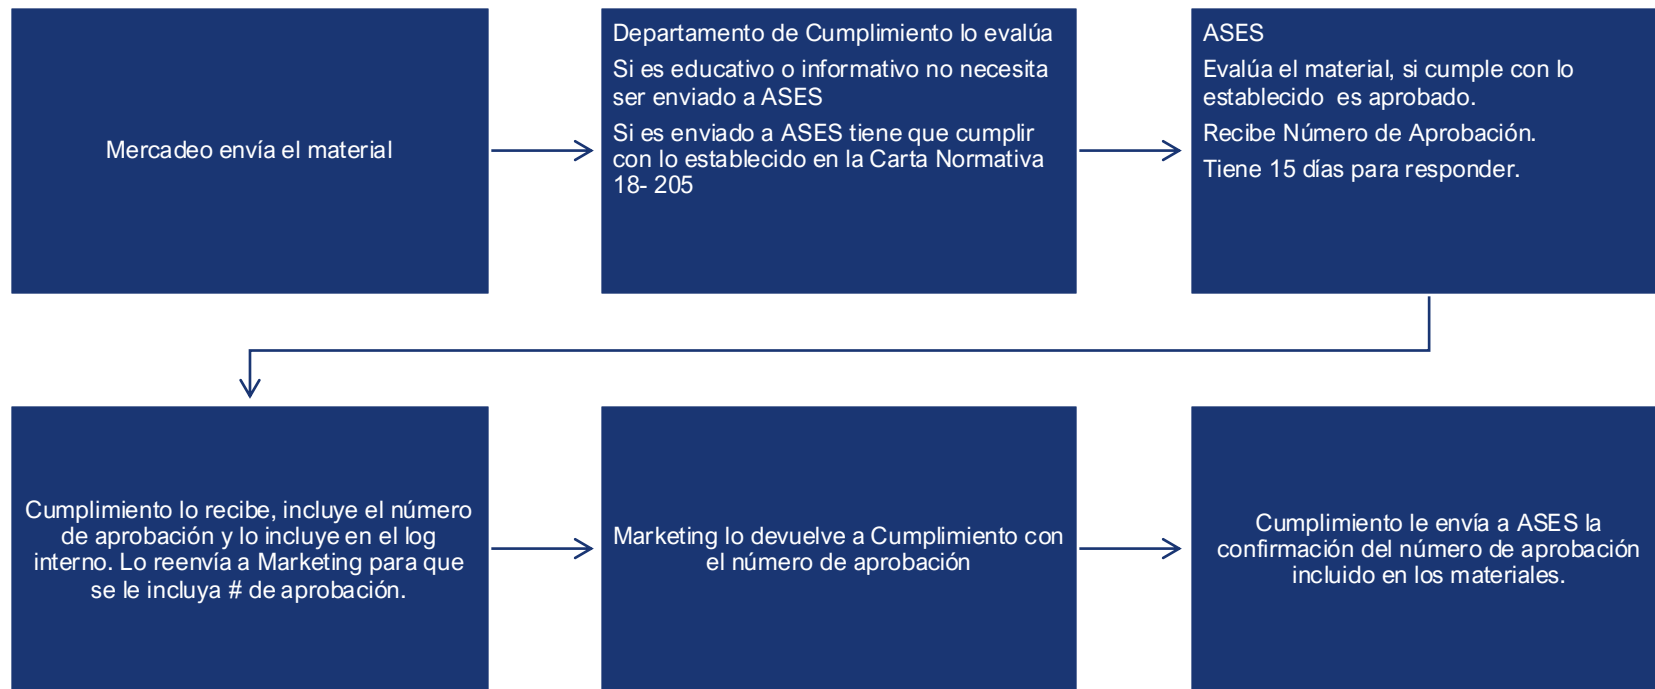 Mercadeo envía el material
Departamento de Cumplimiento lo evalúa
Si es educativo o informativo no necesita
ser enviado a ASES
Si es enviado a ASES tiene que cumplir
con lo establecido en la Carta Normativa
18- 205
ASES
Evalúa el material, si cumple con lo
establecido es aprobado.
Recibe Número de Aprobación.
Tiene 15 días para responder.
Cumplimiento lo recibe, incluye el número
de aprobación y lo incluye en el log
interno. Lo reenvía a Marketing para que
se le incluya # de aprobación.
Marketing lo devuelve a Cumplimiento con
el número de aprobación
Cumplimiento le envía a ASES la
confirmación del número de aprobación
incluido en los materiales.